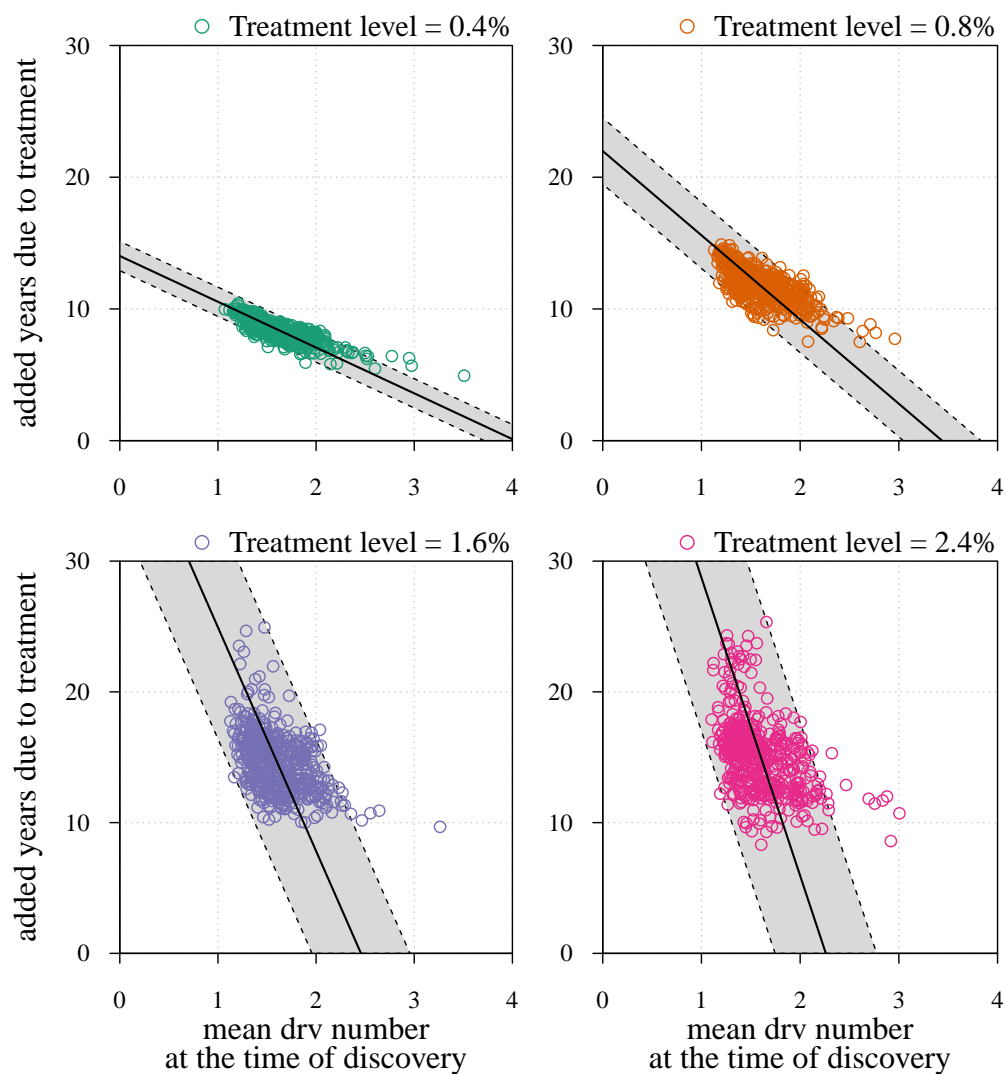 Treatment level = 0.4%
Treatment level = 0.8%
added years due to treatment
30
20
10
0
0 1 2 3 4
30
20
10
0
0 1 2 3 4
Treatment level = 1.6%
Treatment level = 2.4%
added years due to treatment
30
20
10
0
0 1 2 3 4
mean drv number
at the time of discovery
30
20
10
0
0 1 2 3 4
mean drv number
at the time of discovery